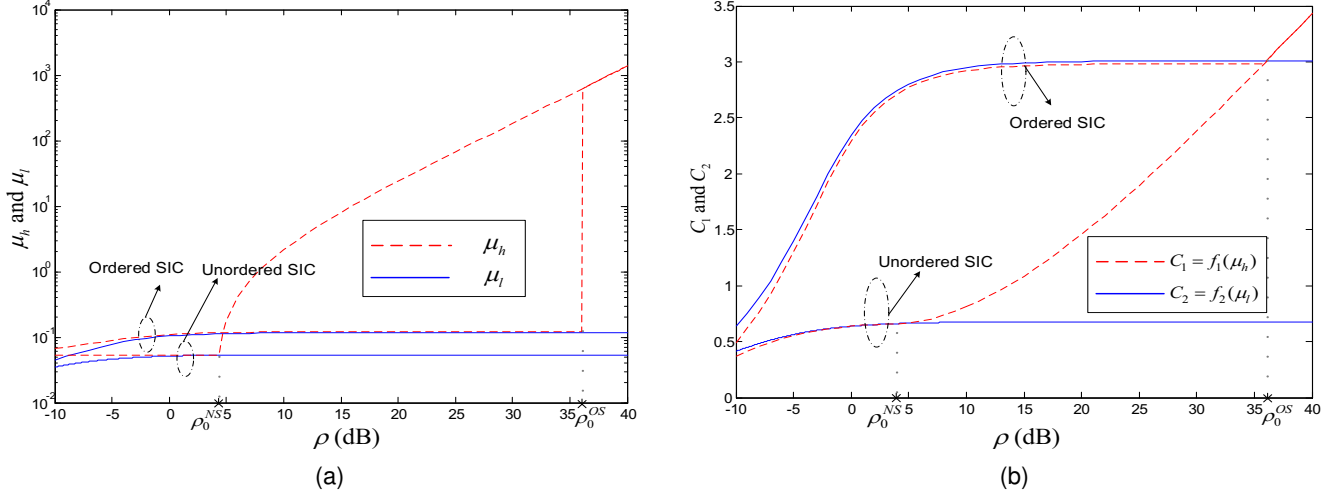 10^4
10^3
10^2
10^1
10^0
10^-1
10^-2
μ_h and μ_l
Ordered SIC
Unordered SIC
μ_h
μ_l
-10 -5 0 5 10 15 20 25 30 35 40
ρ_0^NS
ρ_0^OS
ρ (dB)
(a)
3.5
3
2.5
2
1.5
1
0.5
0
C_1 and C_2
Ordered SIC
Unordered SIC
C_1 = f_1(μ_h)
C_2 = f_2(μ_l)
-10 -5 0 5 10 15 20 25 30 35 40
ρ_0^NS
ρ_0^OS
ρ (dB)
(b)